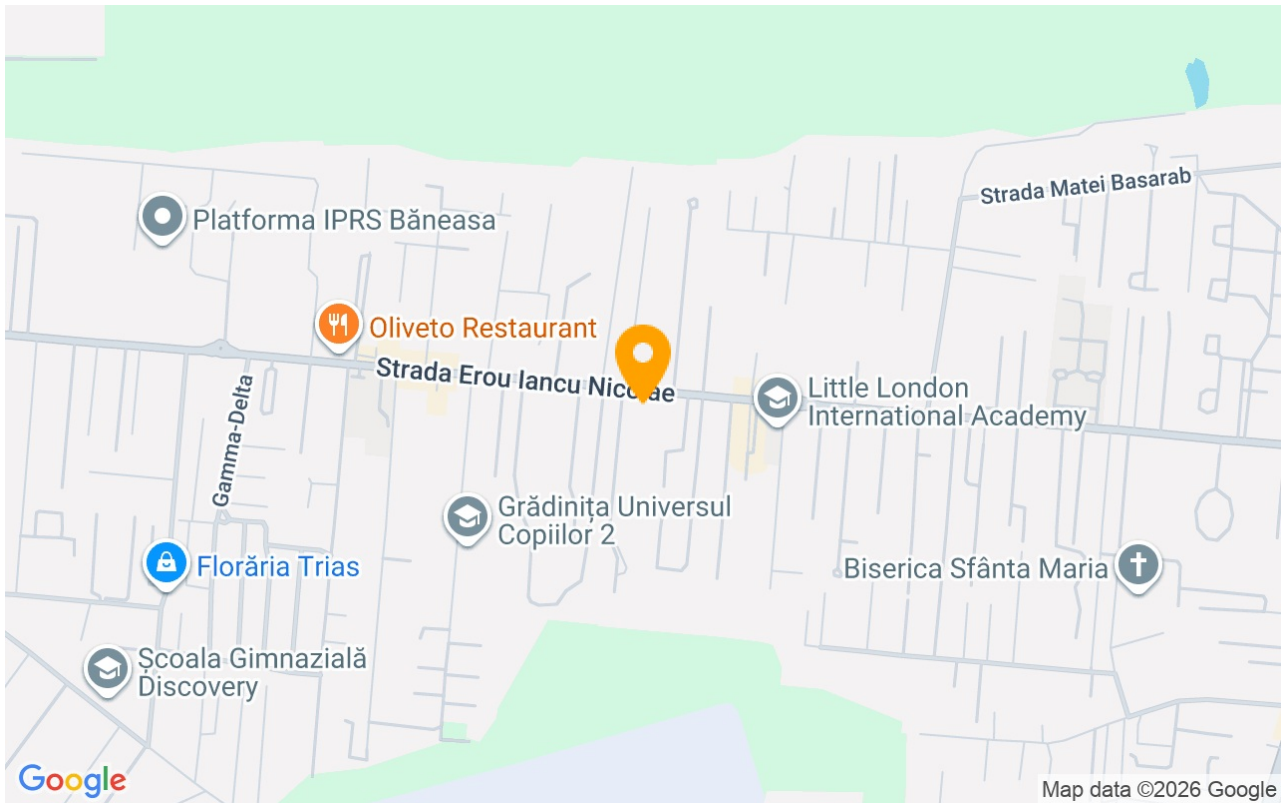 Strada Matei Basarab
Platforma IPRS Băneasa
Oliveto Restaurant
Strada Erou Iancu Nicolae
Little London
International Academy
Gamma-Delta
Grădinița Universul
Copiilor 2
Florăria Trias
Biserica Sfânta Maria
Școala Gimnazială
Discovery
Google
Map data ©2026 Google